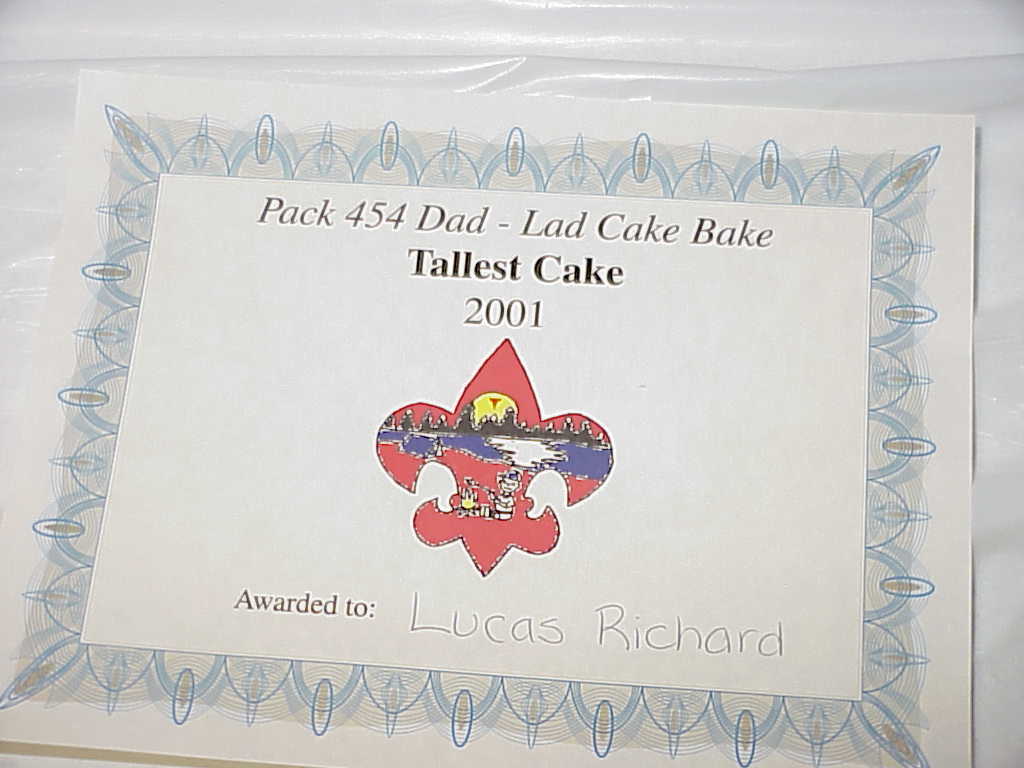 Pack 454 Dad - Lad Cake Bake
Tallest Cake
2001
Awarded to: Lucas Richard